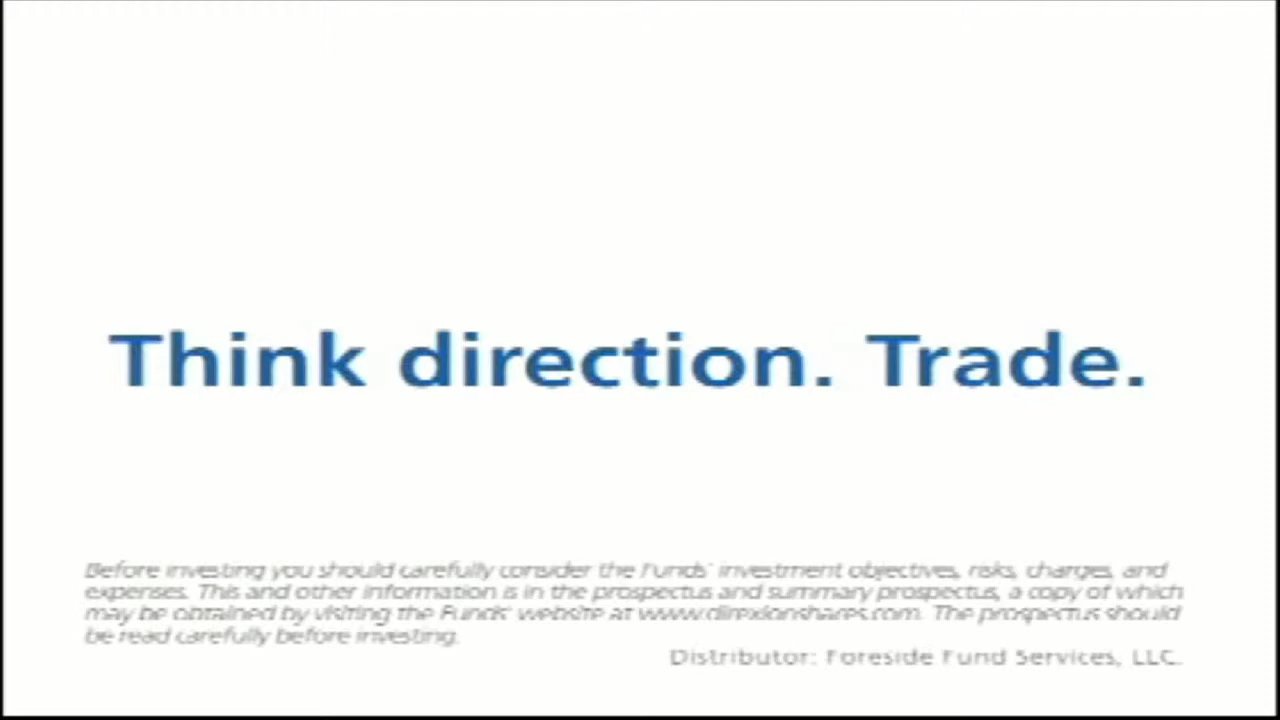 Think direction. Trade.
Before investing you should carefully consider the Funds' investment objectives, risks, charges, and
expenses. This and other information is in the prospectus and summary prospectus, a copy of which
may be obtained by visiting the Funds' website at www.direxionshares.com. The prospectus should
be read carefully before investing.
Distributor: Foreside Fund Services, LLC.